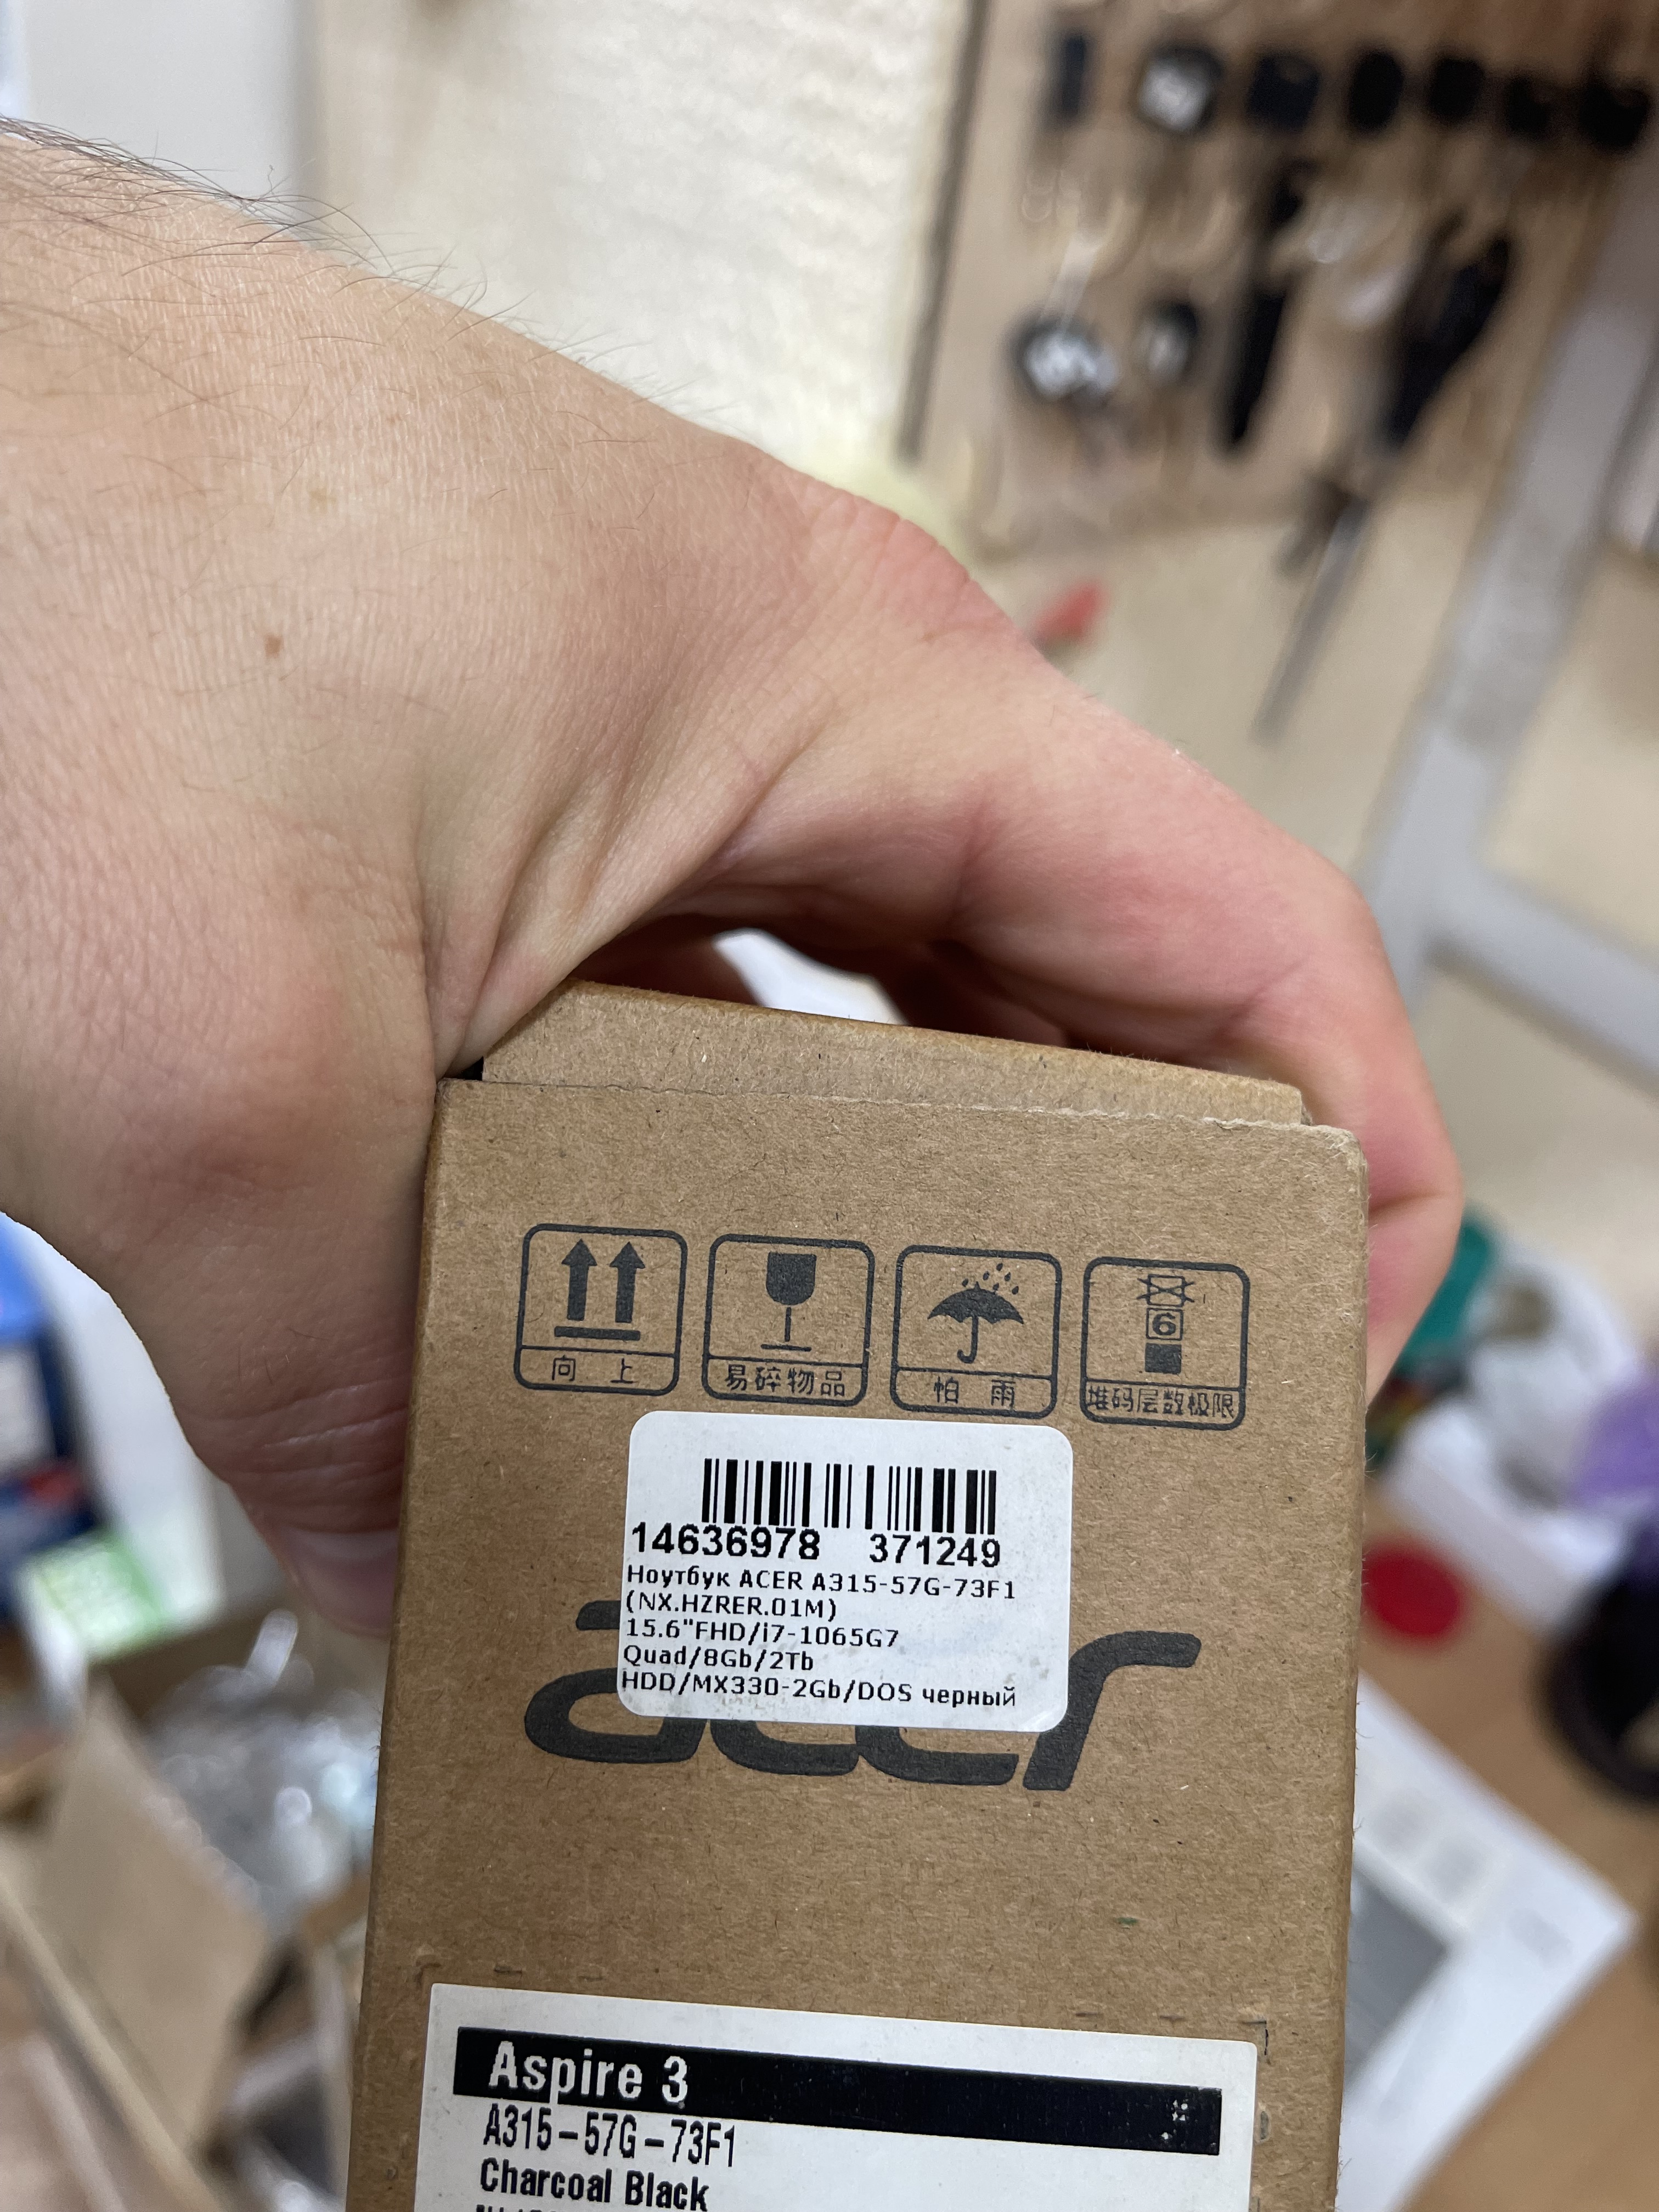 向 上
易碎物品
怕 雨
6
堆码层数极限
14636978 371249
Ноутбук ACER A315-57G-73F1
(NX.HZRER.01M)
15.6"FHD/i7-1065G7
Quad/8Gb/2Tb
HDD/MX330-2Gb/DOS черный
acer
Aspire 3
A315-57G-73F1
Charcoal Black